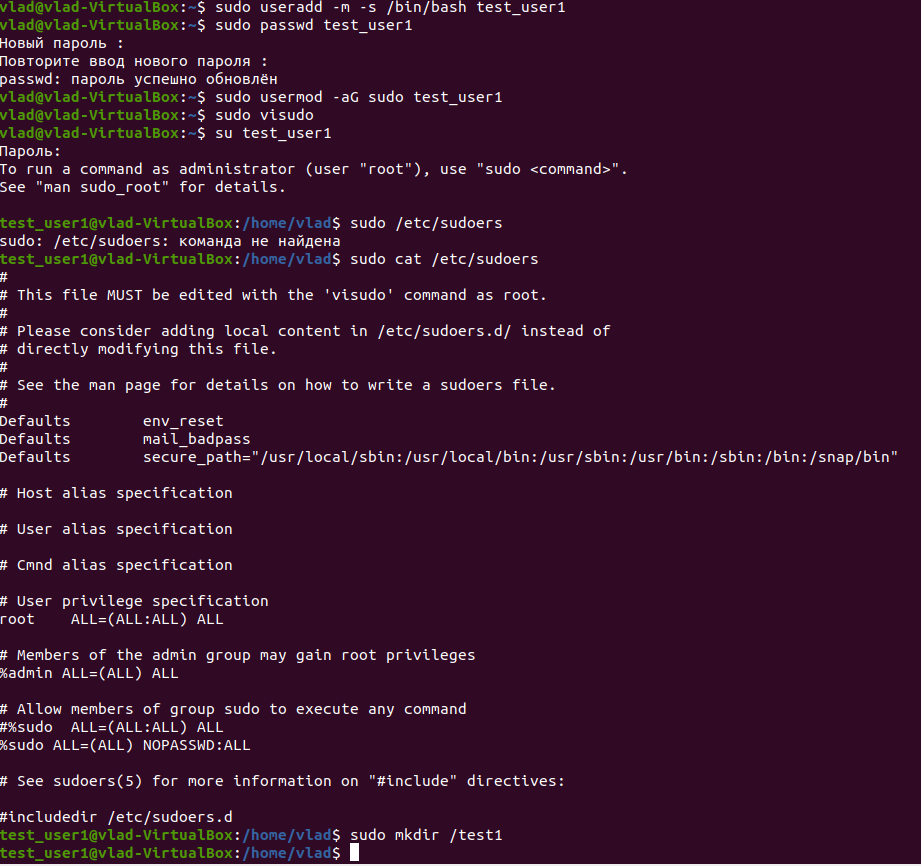 vlad@vlad-VirtualBox:~$ sudo useradd -m -s /bin/bash test_user1
vlad@vlad-VirtualBox:~$ sudo passwd test_user1
Новый пароль :
Повторите ввод нового пароля :
passwd: пароль успешно обновлён
vlad@vlad-VirtualBox:~$ sudo usermod -aG sudo test_user1
vlad@vlad-VirtualBox:~$ sudo visudo
vlad@vlad-VirtualBox:~$ su test_user1
Пароль:
To run a command as administrator (user "root"), use "sudo <command>".
See "man sudo_root" for details.
test_user1@vlad-VirtualBox:/home/vlad$ sudo /etc/sudoers
sudo: /etc/sudoers: команда не найдена
test_user1@vlad-VirtualBox:/home/vlad$ sudo cat /etc/sudoers
#
# This file MUST be edited with the 'visudo' command as root.
#
# Please consider adding local content in /etc/sudoers.d/ instead of
# directly modifying this file.
#
# See the man page for details on how to write a sudoers file.
#
Defaults        env_reset
Defaults        mail_badpass
Defaults        secure_path="/usr/local/sbin:/usr/local/bin:/usr/sbin:/usr/bin:/sbin:/bin:/snap/bin"
# Host alias specification
# User alias specification
# Cmnd alias specification
# User privilege specification
root    ALL=(ALL:ALL) ALL
# Members of the admin group may gain root privileges
%admin ALL=(ALL) ALL
# Allow members of group sudo to execute any command
#%sudo  ALL=(ALL:ALL) ALL
%sudo ALL=(ALL) NOPASSWD:ALL
# See sudoers(5) for more information on "#include" directives:
#includedir /etc/sudoers.d
test_user1@vlad-VirtualBox:/home/vlad$ sudo mkdir /test1
test_user1@vlad-VirtualBox:/home/vlad$